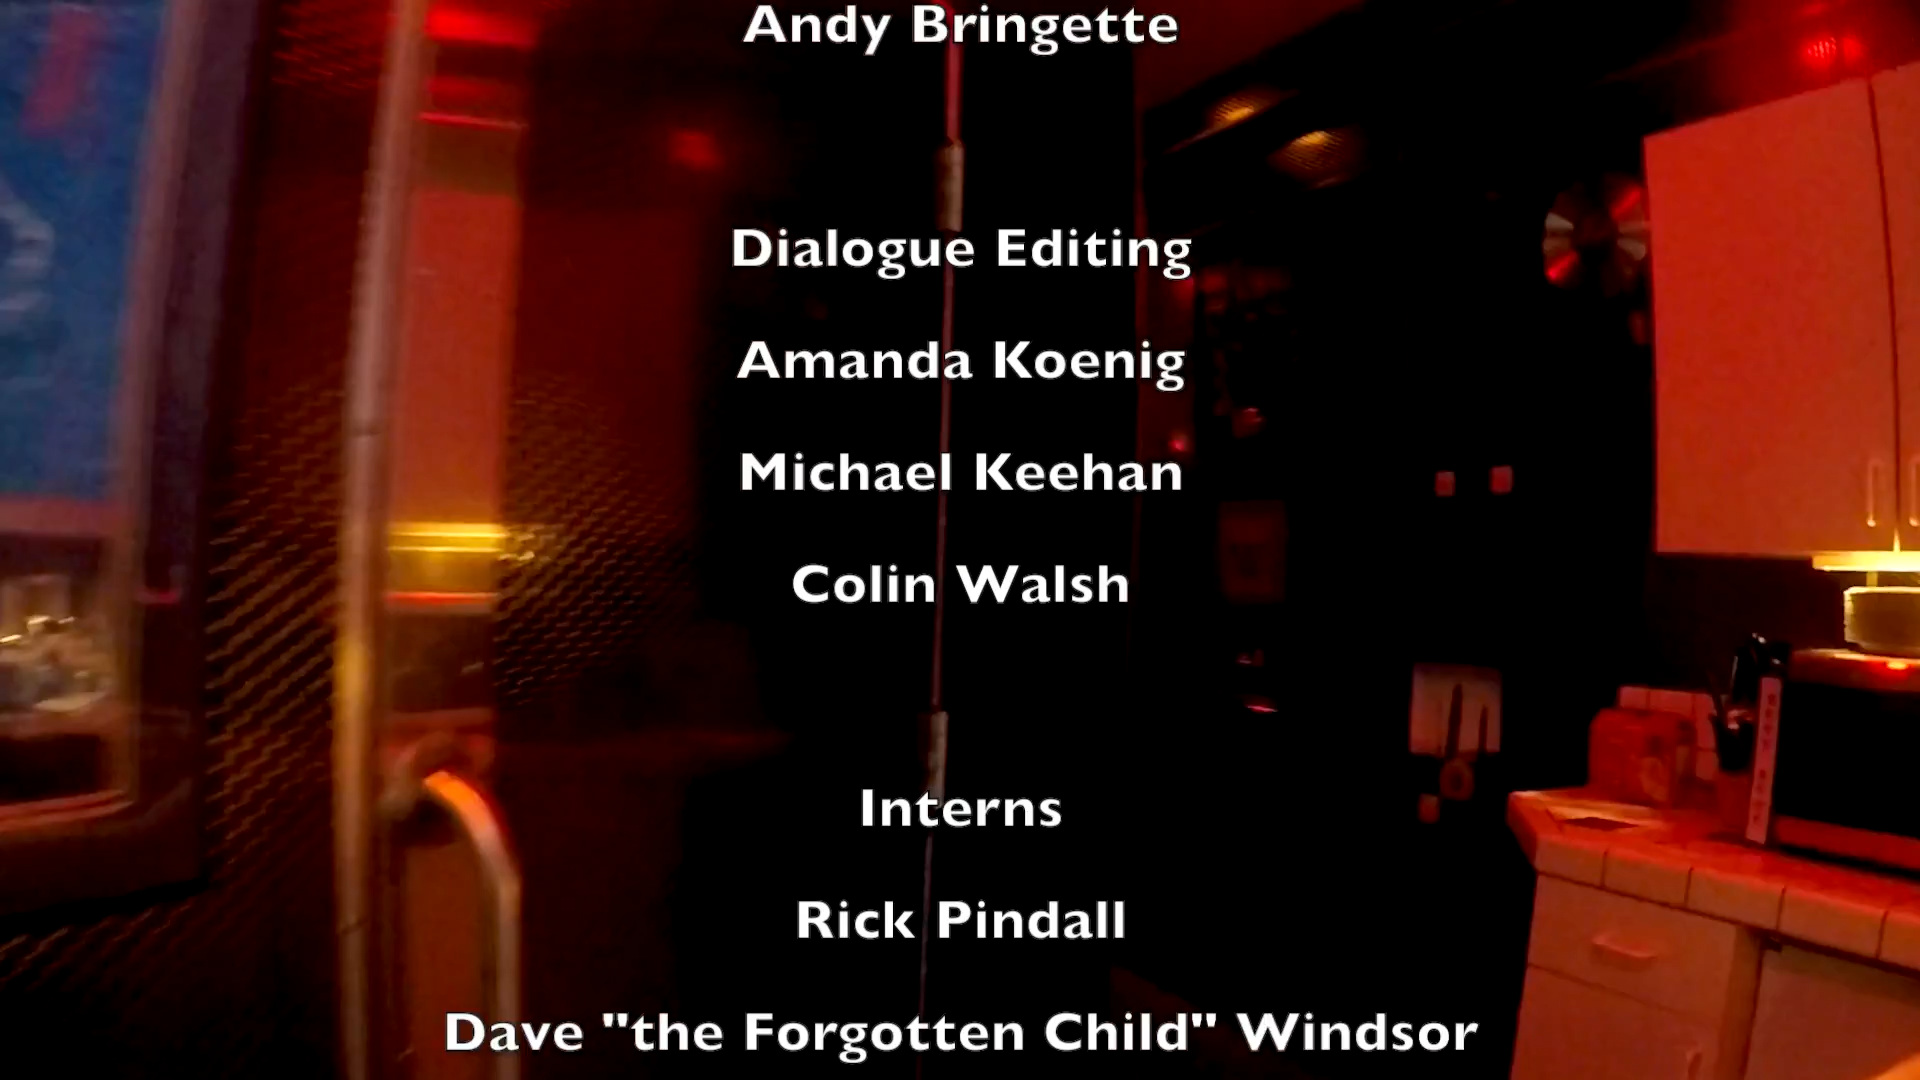 Andy Bringette
Dialogue Editing
Amanda Koenig
Michael Keehan
Colin Walsh
Interns
Rick Pindall
Dave "the Forgotten Child" Windsor